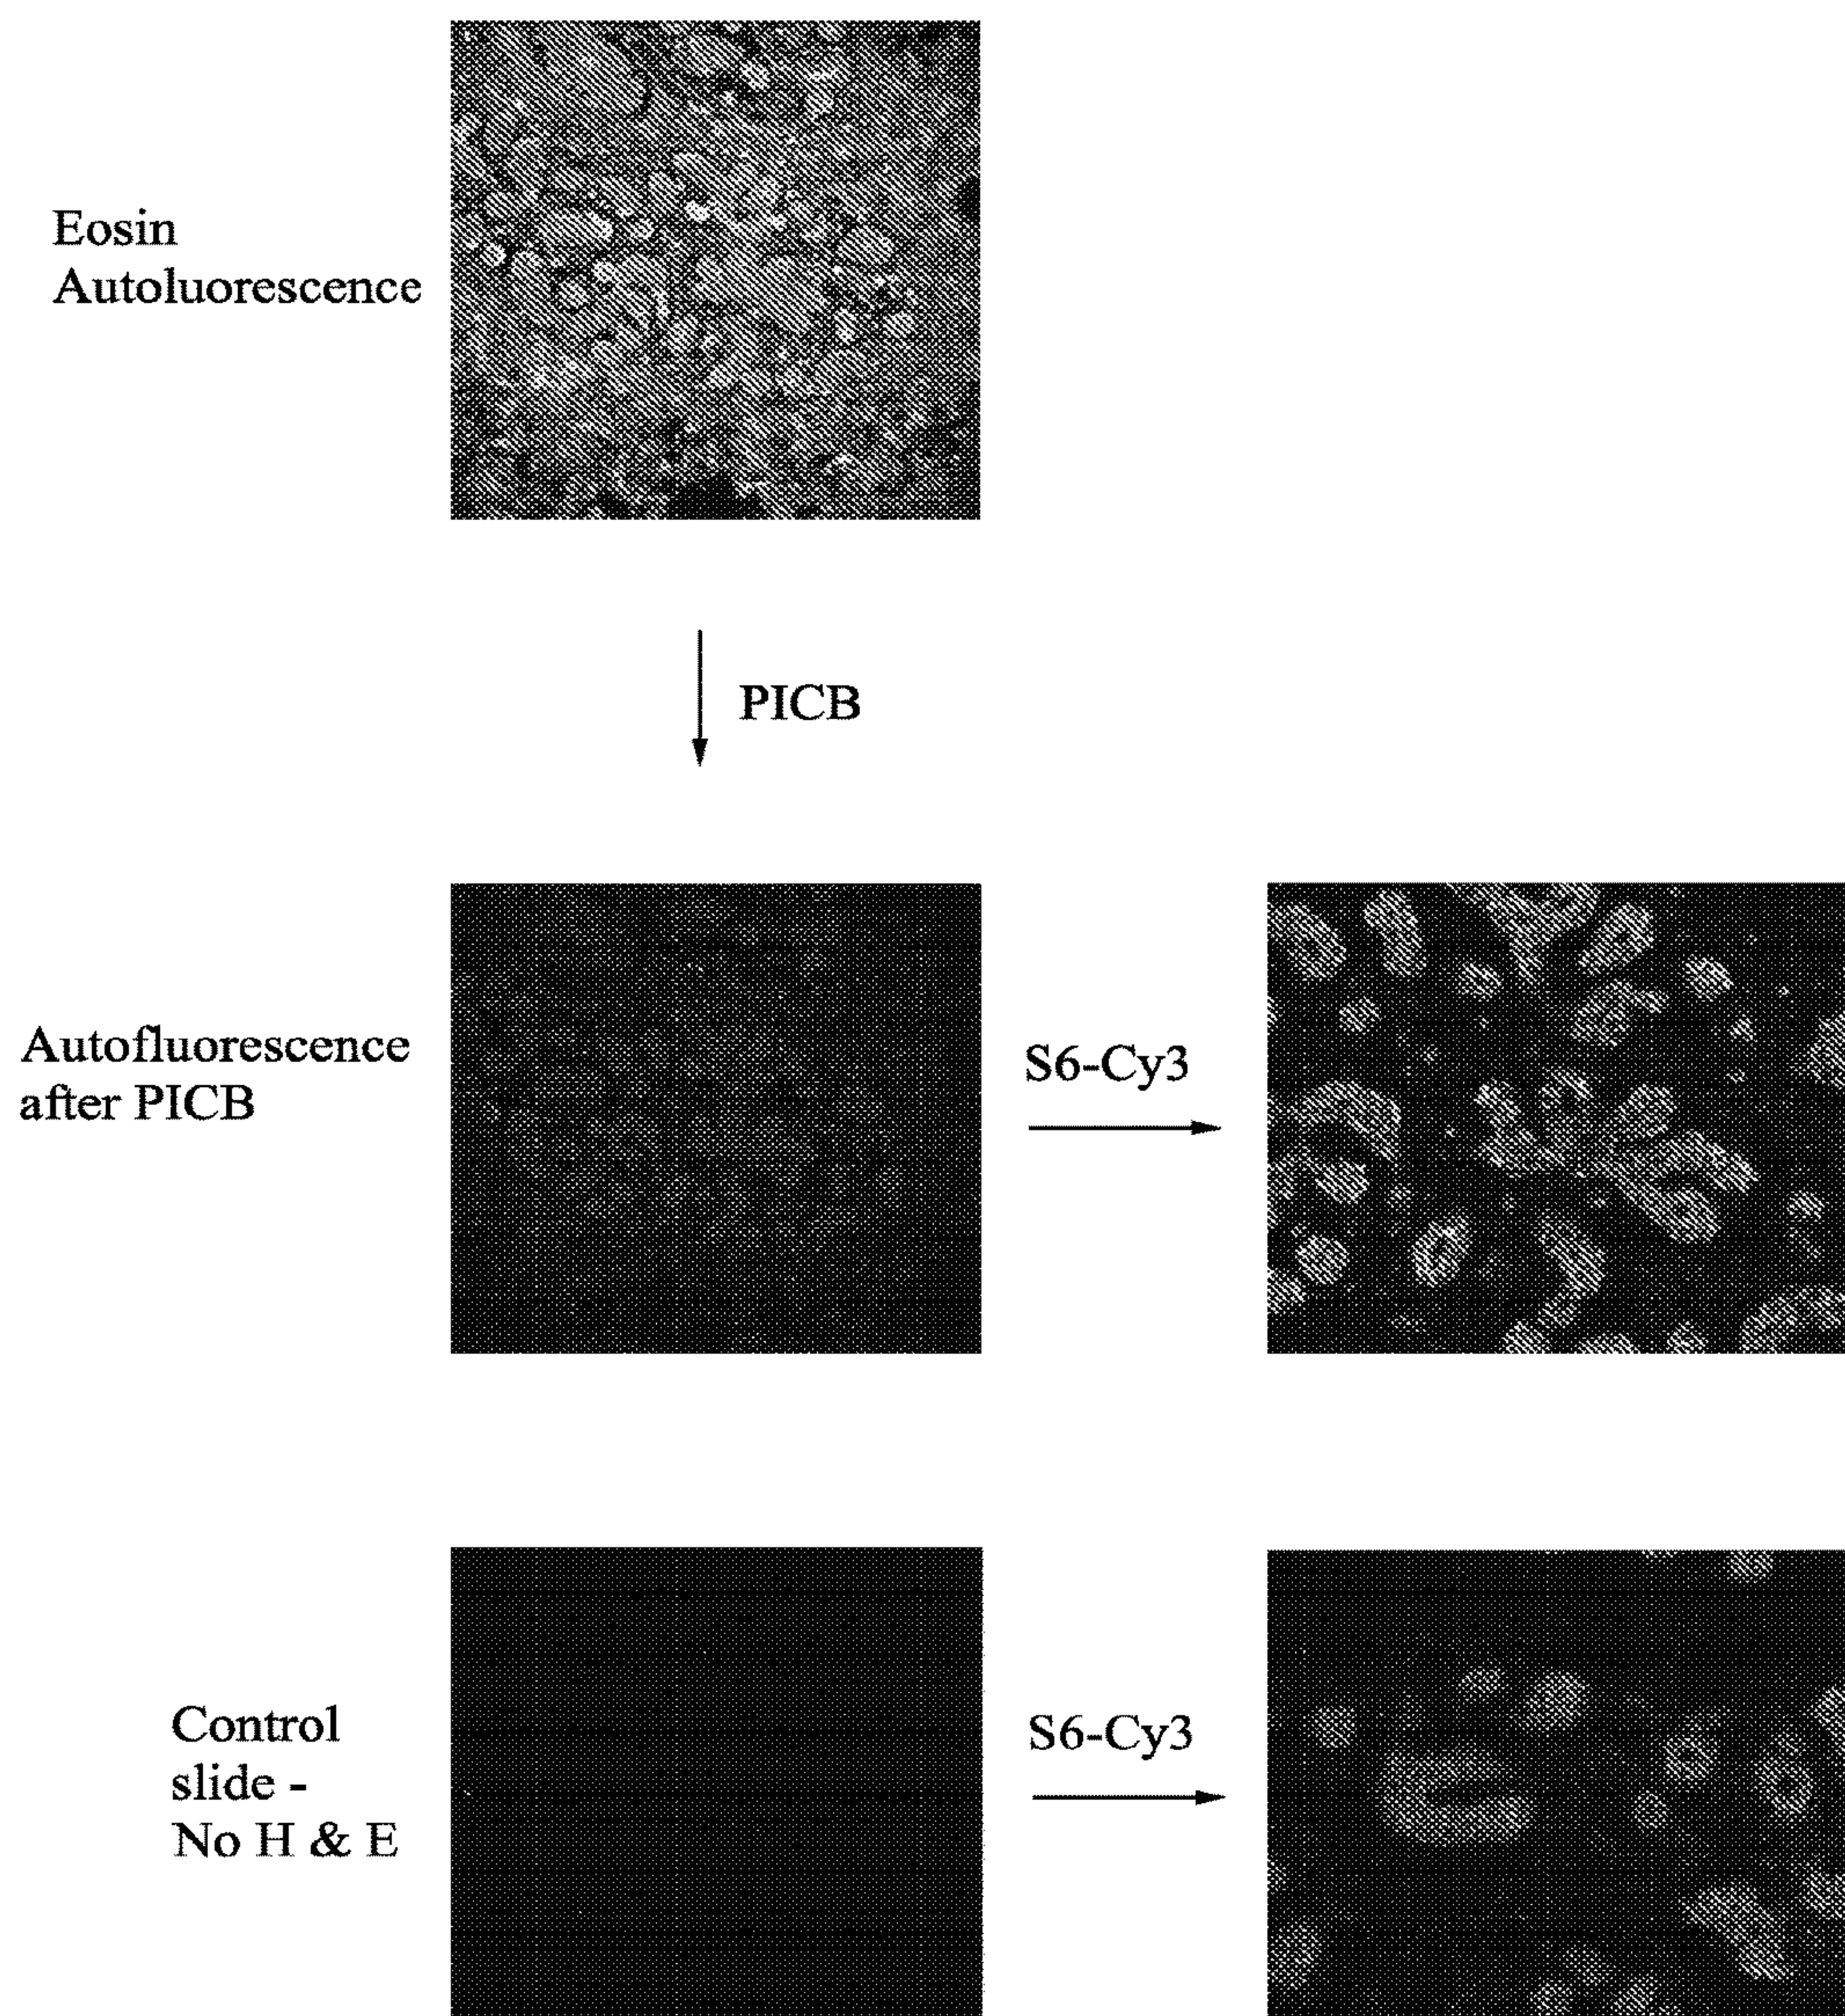 Eosin
Autoluorescence
PICB
Autofluorescence
after PICB
S6-Cy3
Control
slide -
No H & E
S6-Cy3